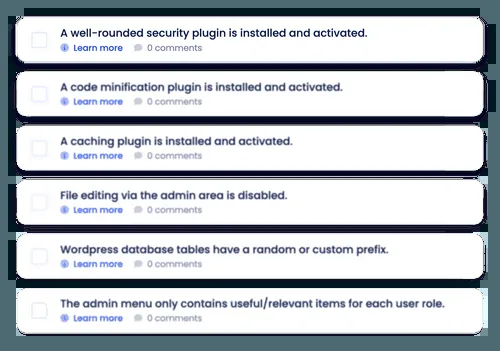 A well-rounded security plugin is installed and activated.
Learn more 0 comments
A code minification plugin is installed and activated.
Learn more 0 comments
A caching plugin is installed and activated.
Learn more 0 comments
File editing via the admin area is disabled.
Learn more 0 comments
Wordpress database tables have a random or custom prefix.
Learn more 0 comments
The admin menu only contains useful/relevant items for each user role.
Learn more 0 comments